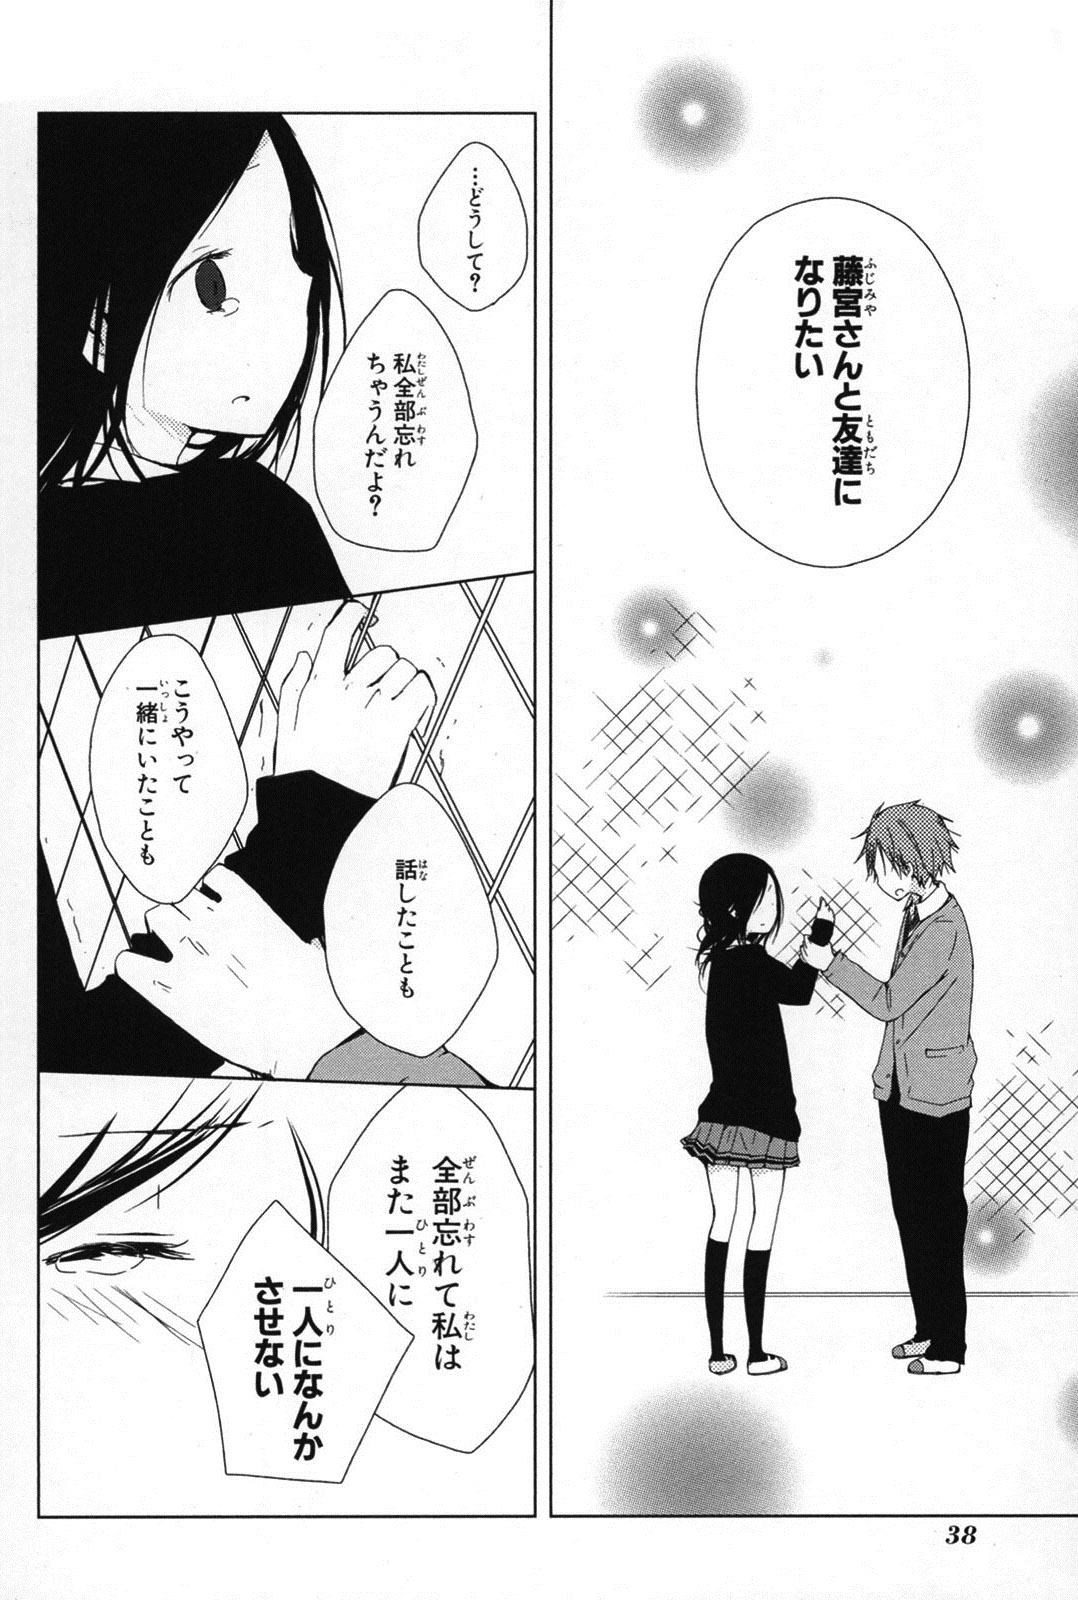 藤宮さんと友達に
なりたい
…どうして？
私全部忘れ
ちゃうんだよ？
話したことも
こうやって
一緒にいたことも
全部忘れて私は
また一人に
一人になんか
させない
38